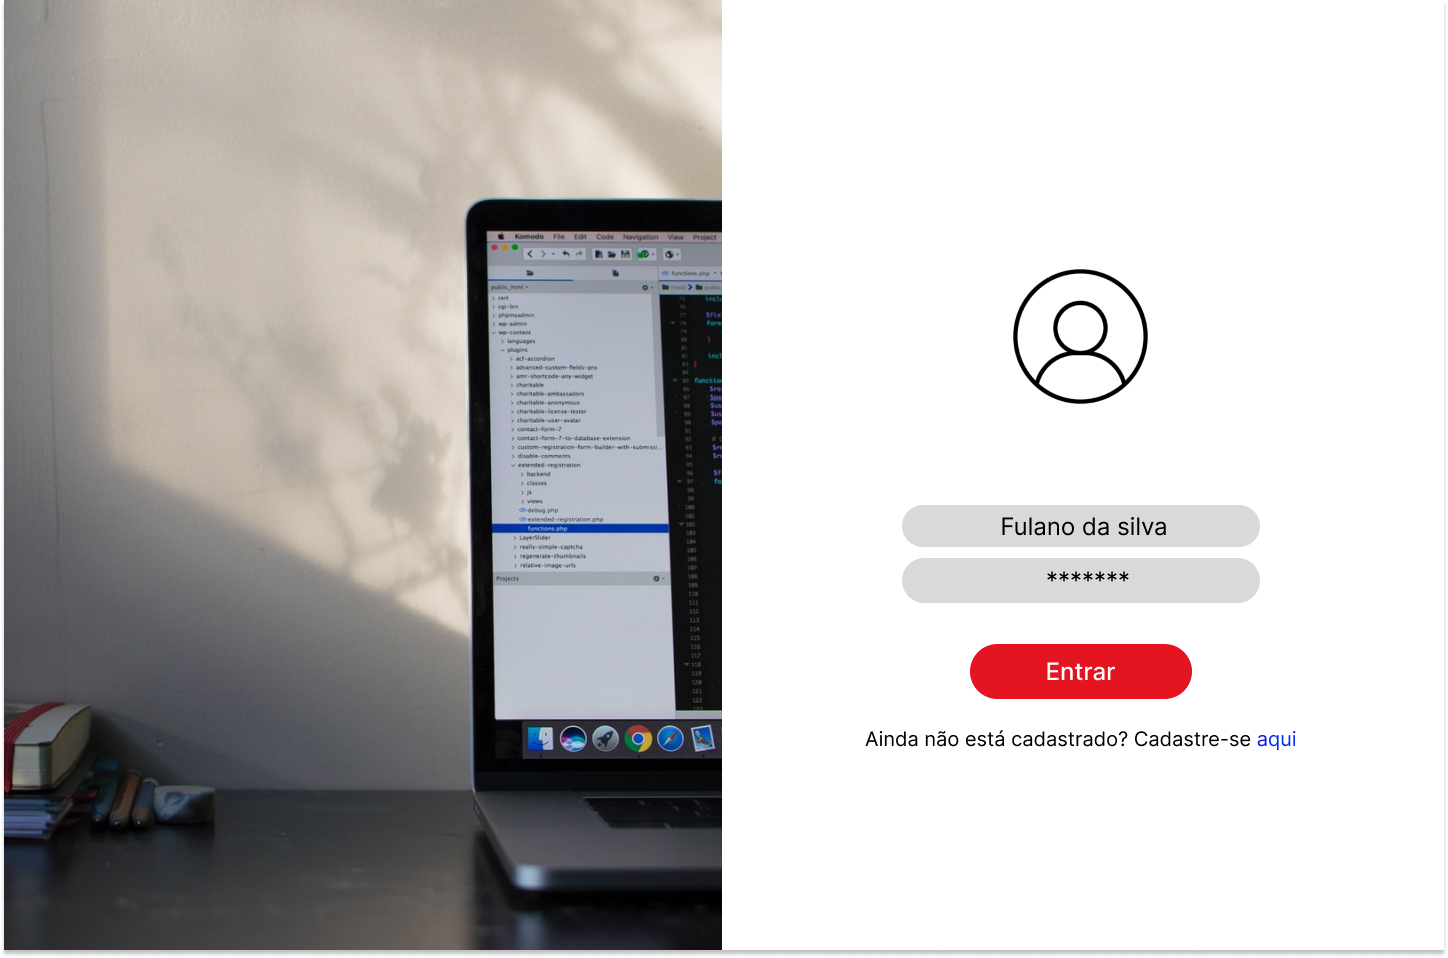 Komodo File Edit Code Navigation View Project
functions.php
public_html
cert
cgi-bin
phpmyadmin
wp-admin
wp-content
languages
plugins
acf-accordion
advanced-custom-fields-pro
amr-shortcode-any-widget
charitable
charitable-ambassadors
charitable-anonymous
charitable-license-tester
charitable-user-avatar
contact-form-7
contact-form-7-to-database-extension
custom-registration-form-builder-with-submissi...
disable-comments
extended-registration
backend
classes
js
views
debug.php
extended-registration.php
functions.php
LayerSlider
really-simple-captcha
regenerate-thumbnails
relative-image-urls
Projects
Fulano da silva
*******
Entrar
Ainda não está cadastrado? Cadastre-se aqui